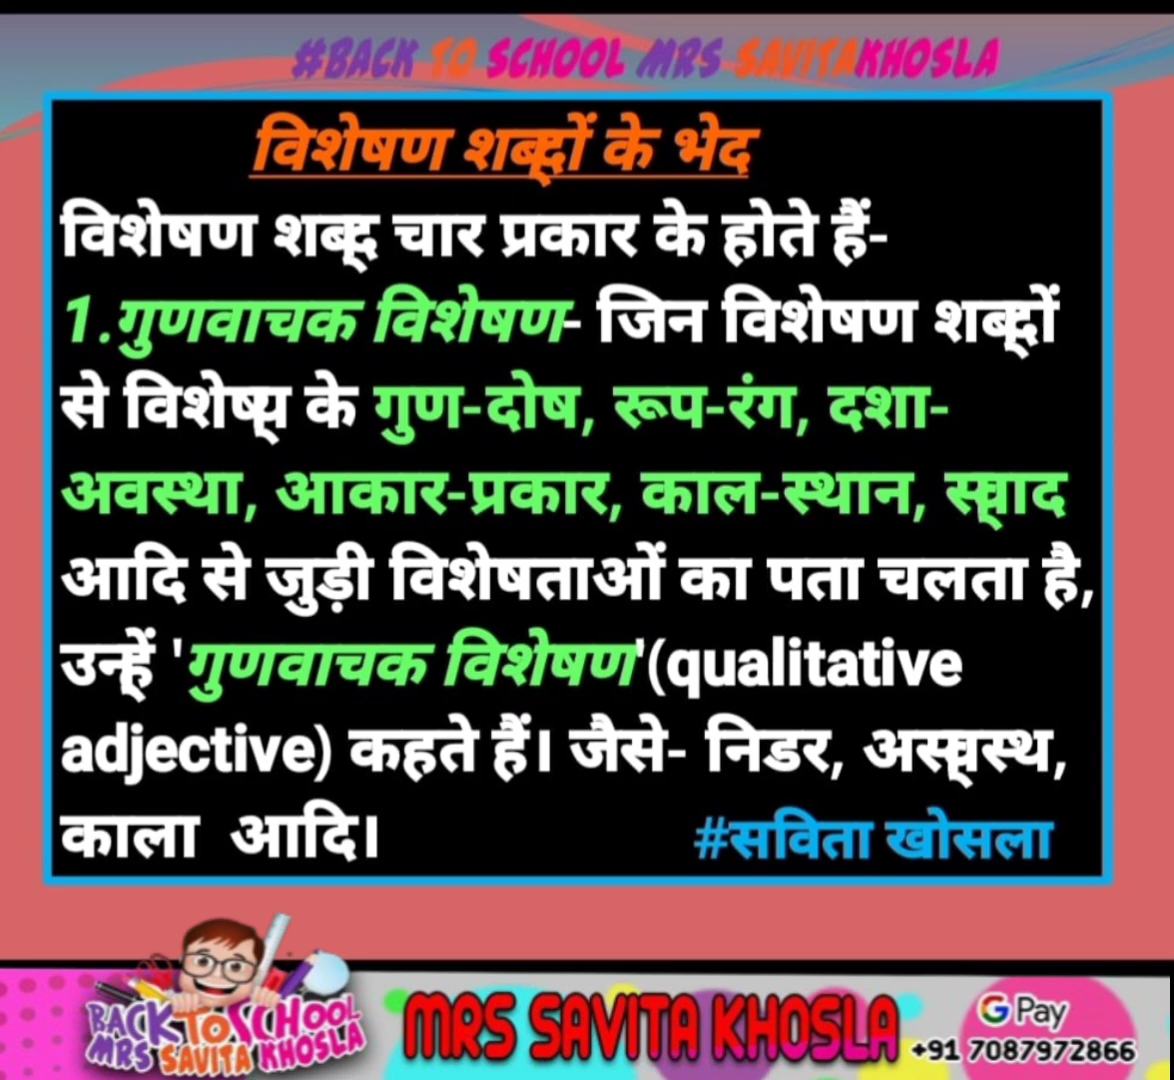 #BACK TO SCHOOL MRS SAVITAKHOSLA
विशेषण शब्दों के भेद
विशेषण शब्द चार प्रकार के होते हैं-
1.गुणवाचक विशेषण- जिन विशेषण शब्दों
से विशेष्य के गुण-दोष, रूप-रंग, दशा-
अवस्था, आकार-प्रकार, काल-स्थान, स्वाद
आदि से जुड़ी विशेषताओं का पता चलता है,
उन्हें 'गुणवाचक विशेषण'(qualitative
adjective) कहते हैं। जैसे- निडर, अस्वस्थ,
काला आदि।
#सविता खोसला
BACK TO SCHOOL
MRS SAVITA KHOSLA
MRS SAVITA KHOSLA
G Pay
+91 7087972866